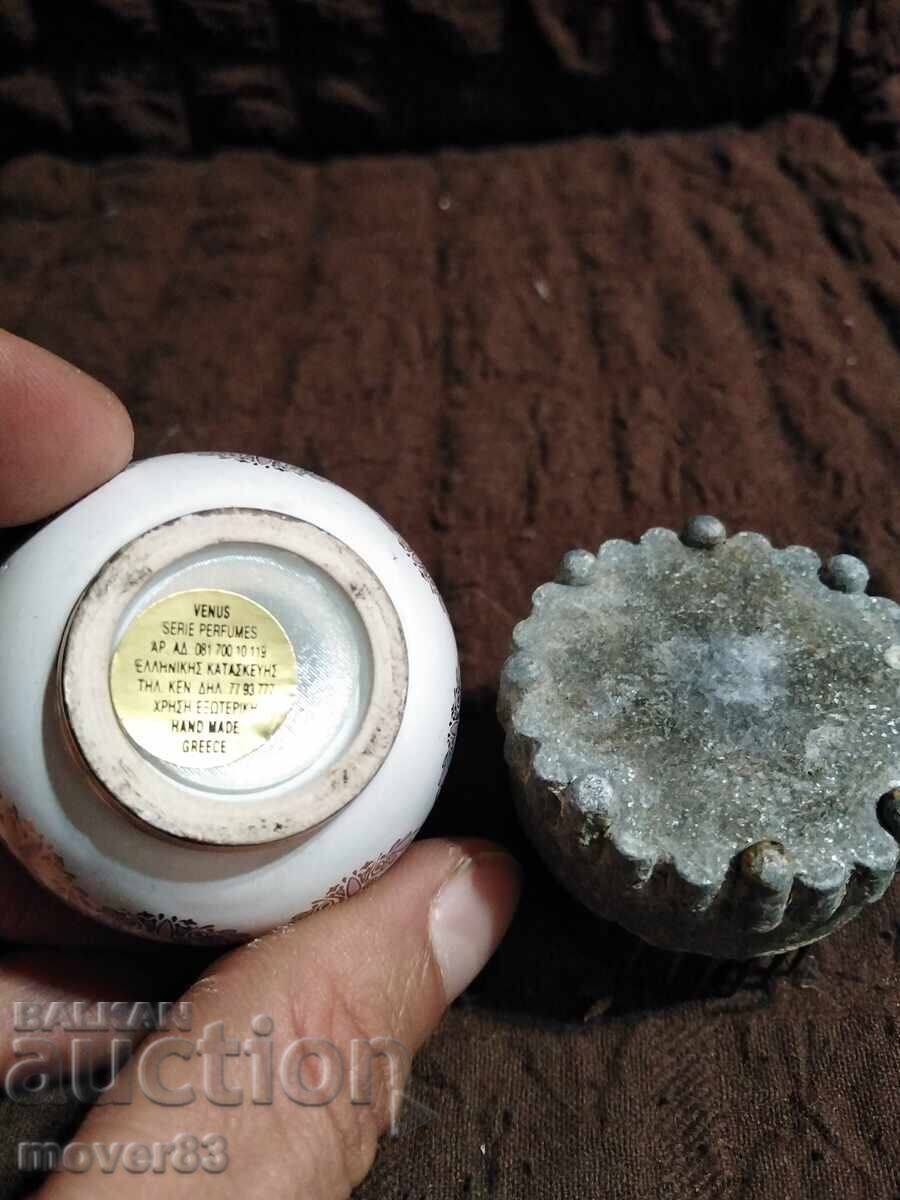 VENUS
SERIE PERFUMES
ΑΡ. ΑΔ. 081 700 10 119
ΕΛΛΗΝΙΚΗΣ ΚΑΤΑΣΚΕΥΗΣ
ΤΗΛ. ΚΕΝ. ΔΗΛ. 77 93 777
ΧΡΗΣΗ ΕΞΩΤΕΡΙΚΗ
HAND MADE
GREECE
BALKAN
auction
mover83